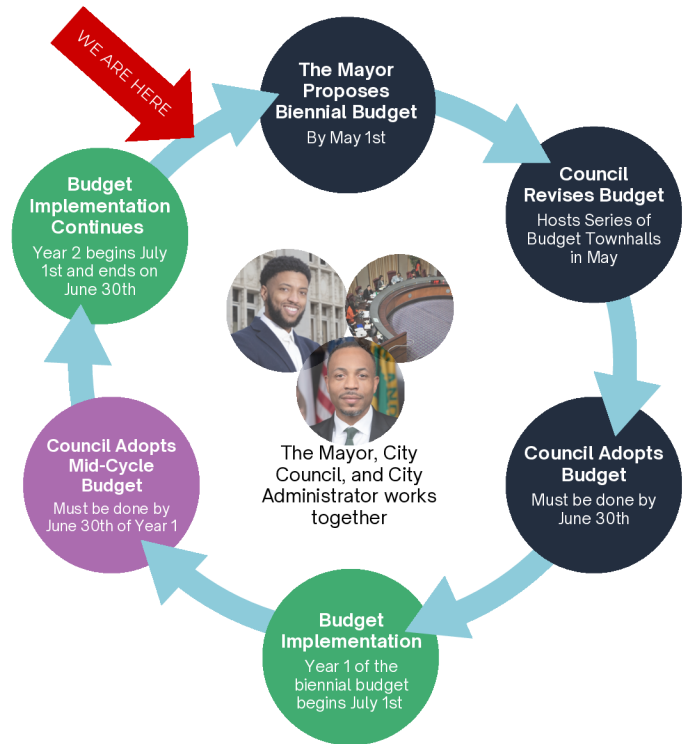 WE ARE HERE
The Mayor
Proposes
Biennial Budget
By May 1st
Council
Revises Budget
Hosts Series of
Budget Townhalls
in May
Council Adopts
Budget
Must be done by
June 30th
Budget
Implementation
Year 1 of the
biennial budget
begins July 1st
Council Adopts
Mid-Cycle
Budget
Must be done by
June 30th of Year 1
Budget
Implementation
Continues
Year 2 begins July
1st and ends on
June 30th
The Mayor, City
Council, and City
Administrator works
together